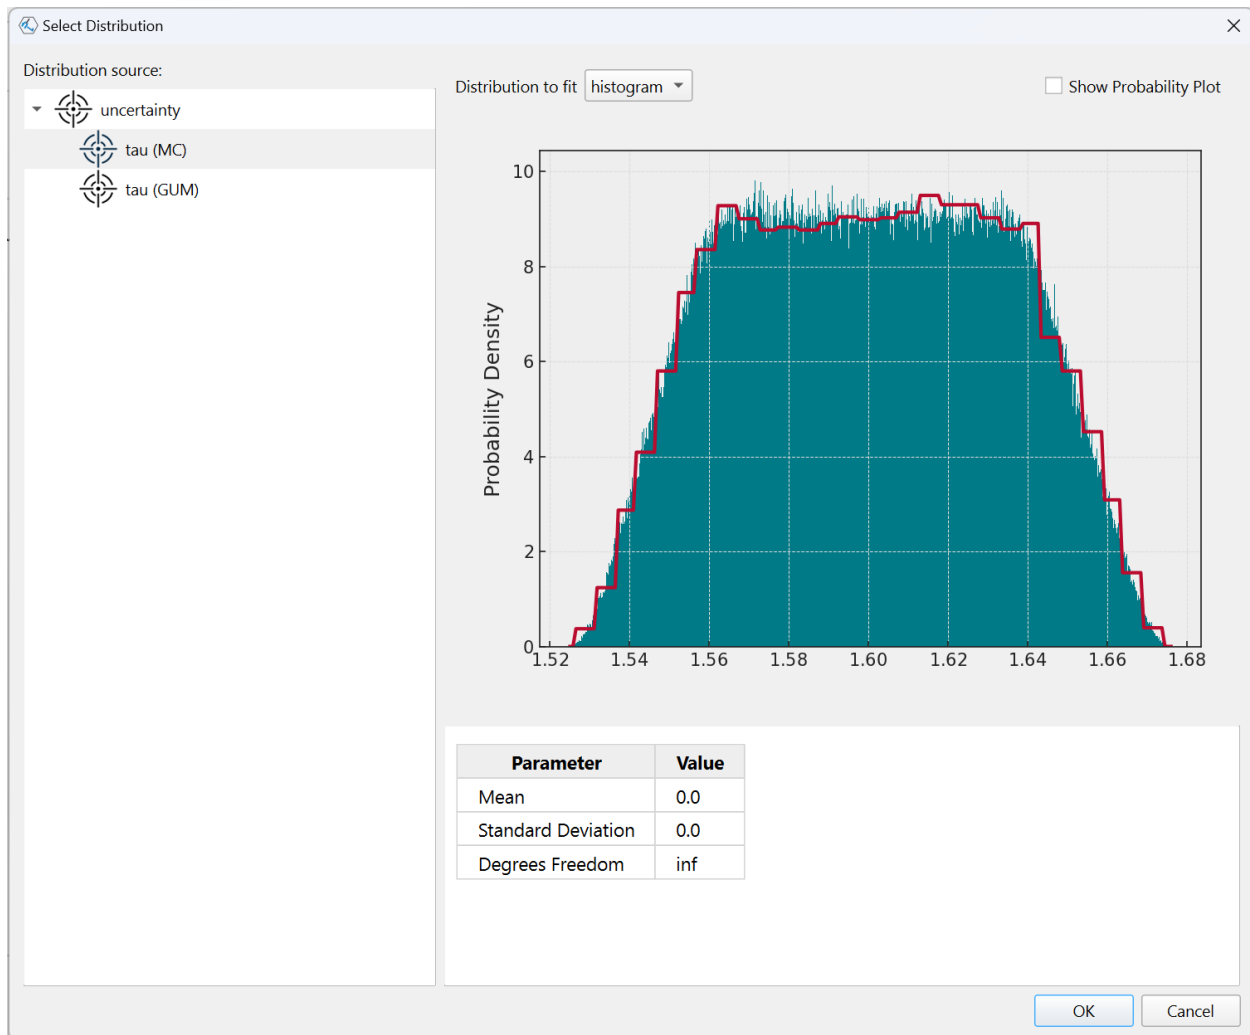 Select Distribution
Distribution source:
uncertainty
tau (MC)
tau (GUM)
Distribution to fit histogram
Show Probability Plot
Probability Density
10
8
6
4
2
0
1.52 1.54 1.56 1.58 1.60 1.62 1.64 1.66 1.68
Parameter Value
Mean 0.0
Standard Deviation 0.0
Degrees Freedom inf
OK Cancel